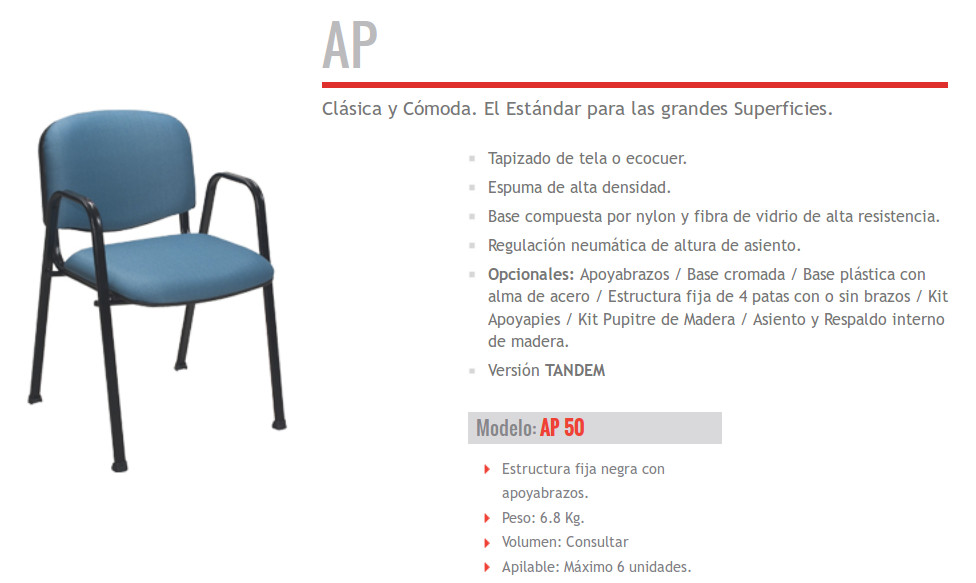 AP
Clásica y Cómoda. El Estándar para las grandes Superficies.
Tapizado de tela o ecocuer.
Espuma de alta densidad.
Base compuesta por nylon y fibra de vidrio de alta resistencia.
Regulación neumática de altura de asiento.
Opcionales: Apoyabrazos / Base cromada / Base plástica con
alma de acero / Estructura fija de 4 patas con o sin brazos / Kit
Apoyapies / Kit Pupitre de Madera / Asiento y Respaldo interno
de madera.
Versión TANDEM
Modelo: AP 50
Estructura fija negra con
apoyabrazos.
Peso: 6.8 Kg.
Volumen: Consultar
Apilable: Máximo 6 unidades.